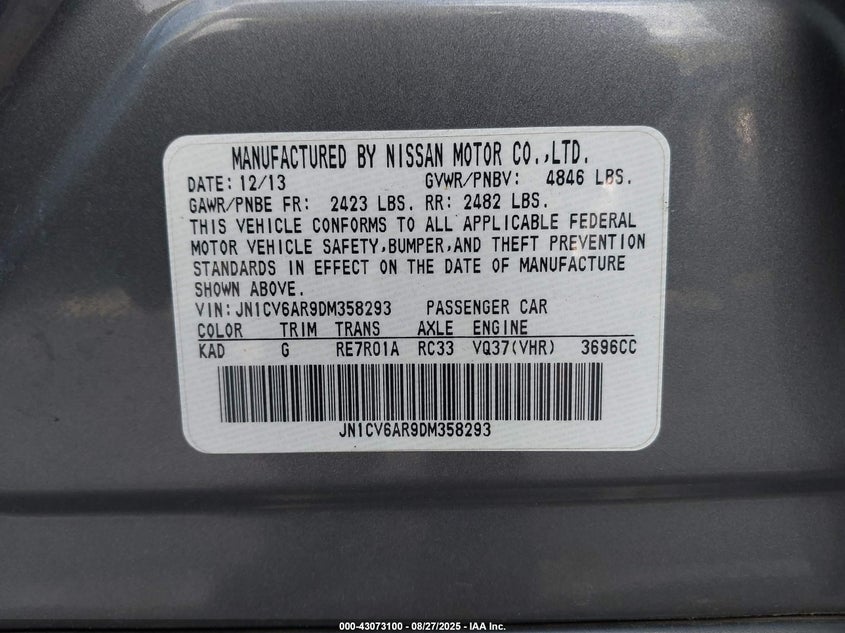 MANUFACTURED BY NISSAN MOTOR CO.,LTD.
DATE: 12/13 GVWR/PNBV: 4846 LBS.
GAWR/PNBE FR: 2423 LBS. RR: 2482 LBS.
THIS VEHICLE CONFORMS TO ALL APPLICABLE FEDERAL
MOTOR VEHICLE SAFETY,BUMPER,AND THEFT PREVENTION
STANDARDS IN EFFECT ON THE DATE OF MANUFACTURE
SHOWN ABOVE.
VIN: JN1CV6AR9DM358293 PASSENGER CAR
COLOR TRIM TRANS AXLE ENGINE
KAD G RE7R01A RC33 VQ37(VHR) 3696CC
JN1CV6AR9DM358293
000-43073100 - 08/27/2025 - IAA Inc.